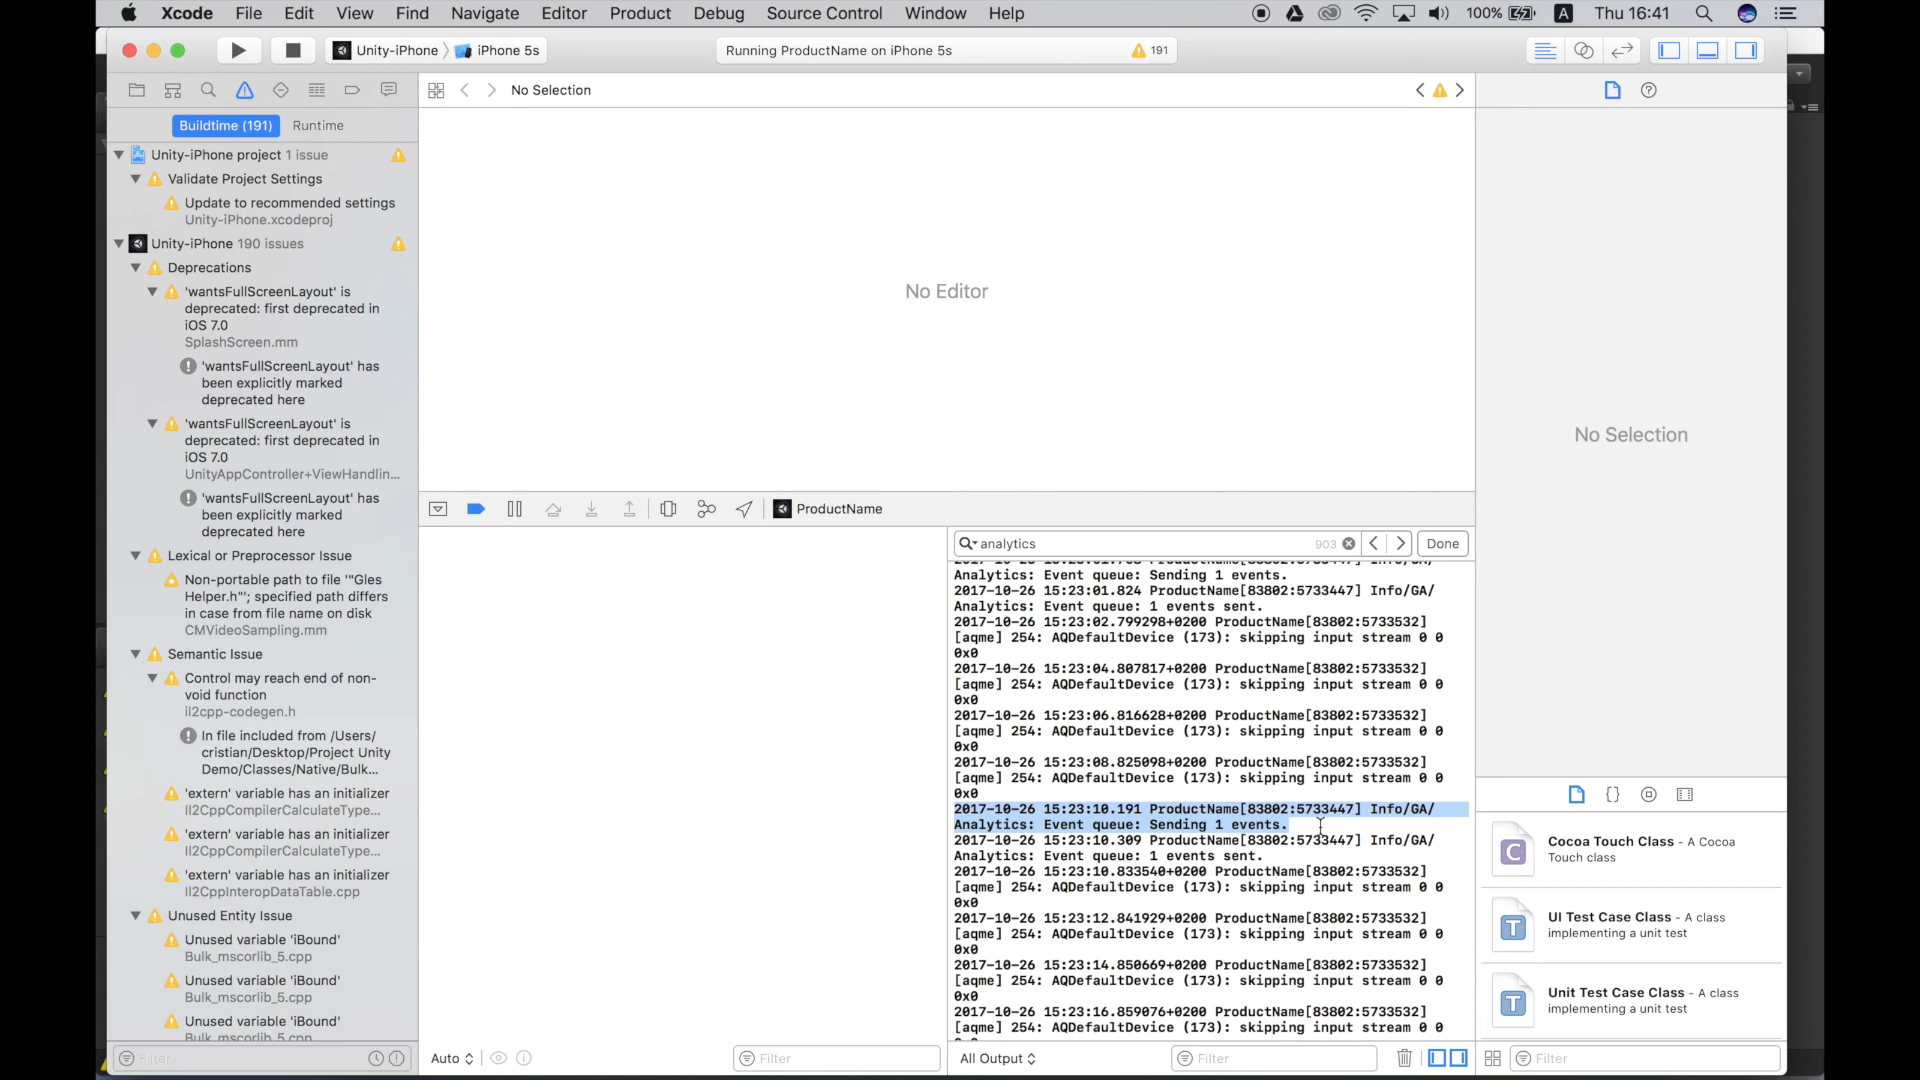 Xcode File Edit View Find Navigate Editor Product Debug Source Control Window Help
100% A Thu 16:41
Unity-iPhone iPhone 5s
Running ProductName on iPhone 5s
191
No Selection
Buildtime (191)
Runtime
Unity-iPhone project 1 issue
Validate Project Settings
Update to recommended settings
Unity-iPhone.xcodeproj
Unity-iPhone 190 issues
Deprecations
'wantsFullScreenLayout' is
deprecated: first deprecated in
iOS 7.0
SplashScreen.mm
'wantsFullScreenLayout' has
been explicitly marked
deprecated here
'wantsFullScreenLayout' is
deprecated: first deprecated in
iOS 7.0
UnityAppController+ViewHandlin...
'wantsFullScreenLayout' has
been explicitly marked
deprecated here
Lexical or Preprocessor Issue
Non-portable path to file '"Gles
Helper.h"'; specified path differs
in case from file name on disk
CMVideoSampling.mm
Semantic Issue
Control may reach end of non-
void function
il2cpp-codegen.h
In file included from /Users/
cristian/Desktop/Project Unity
Demo/Classes/Native/Bulk...
'extern' variable has an initializer
Il2CppCompilerCalculateType...
'extern' variable has an initializer
Il2CppCompilerCalculateType...
'extern' variable has an initializer
Il2CppInteropDataTable.cpp
Unused Entity Issue
Unused variable 'iBound'
Bulk_mscorlib_5.cpp
Unused variable 'iBound'
Bulk_mscorlib_5.cpp
Unused variable 'iBound'
Bulk_mscorlib_5.cpp
Filter
No Editor
ProductName
Auto
Filter
analytics
903
Done
Analytics: Event queue: Sending 1 events.
2017-10-26 15:23:01.824 ProductName[83802:5733447] Info/GA/
Analytics: Event queue: 1 events sent.
2017-10-26 15:23:02.799298+0200 ProductName[83802:5733532]
[aqme] 254: AQDefaultDevice (173): skipping input stream 0 0
0x0
2017-10-26 15:23:04.807817+0200 ProductName[83802:5733532]
[aqme] 254: AQDefaultDevice (173): skipping input stream 0 0
0x0
2017-10-26 15:23:06.816628+0200 ProductName[83802:5733532]
[aqme] 254: AQDefaultDevice (173): skipping input stream 0 0
0x0
2017-10-26 15:23:08.825098+0200 ProductName[83802:5733532]
[aqme] 254: AQDefaultDevice (173): skipping input stream 0 0
0x0
2017-10-26 15:23:10.191 ProductName[83802:5733447] Info/GA/
Analytics: Event queue: Sending 1 events.
2017-10-26 15:23:10.309 ProductName[83802:5733447] Info/GA/
Analytics: Event queue: 1 events sent.
2017-10-26 15:23:10.833540+0200 ProductName[83802:5733532]
[aqme] 254: AQDefaultDevice (173): skipping input stream 0 0
0x0
2017-10-26 15:23:12.841929+0200 ProductName[83802:5733532]
[aqme] 254: AQDefaultDevice (173): skipping input stream 0 0
0x0
2017-10-26 15:23:14.850669+0200 ProductName[83802:5733532]
[aqme] 254: AQDefaultDevice (173): skipping input stream 0 0
0x0
2017-10-26 15:23:16.859076+0200 ProductName[83802:5733532]
[aqme] 254: AQDefaultDevice (173): skipping input stream 0 0
All Output
Filter
No Selection
Cocoa Touch Class - A Cocoa
Touch class
UI Test Case Class - A class
implementing a unit test
Unit Test Case Class - A class
implementing a unit test
Filter